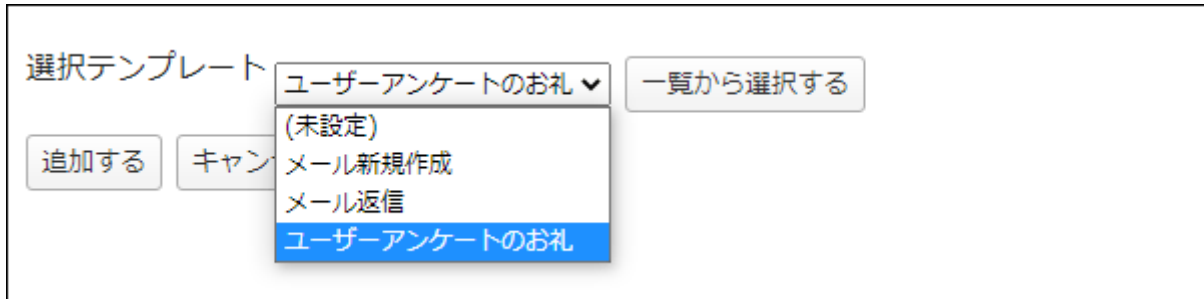 選択テンプレート ユーザーアンケートのお礼 一覧から選択する
(未設定)
追加する キャン
メール新規作成
メール返信
ユーザーアンケートのお礼